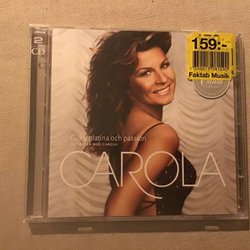 2
CD
159:-
Faktab Musik
Guld, platina och passion
CAROLA